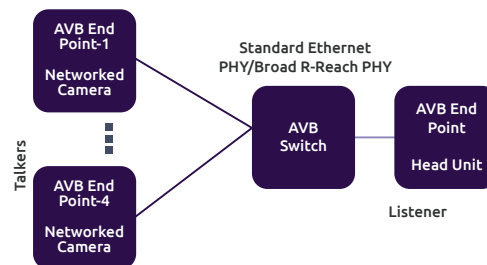 AVB End
Point-1
Networked
Camera
Talkers
AVB End
Point-4
Networked
Camera
Standard Ethernet
PHY/Broad R-Reach PHY
AVB
Switch
AVB End
Point
Head Unit
Listener